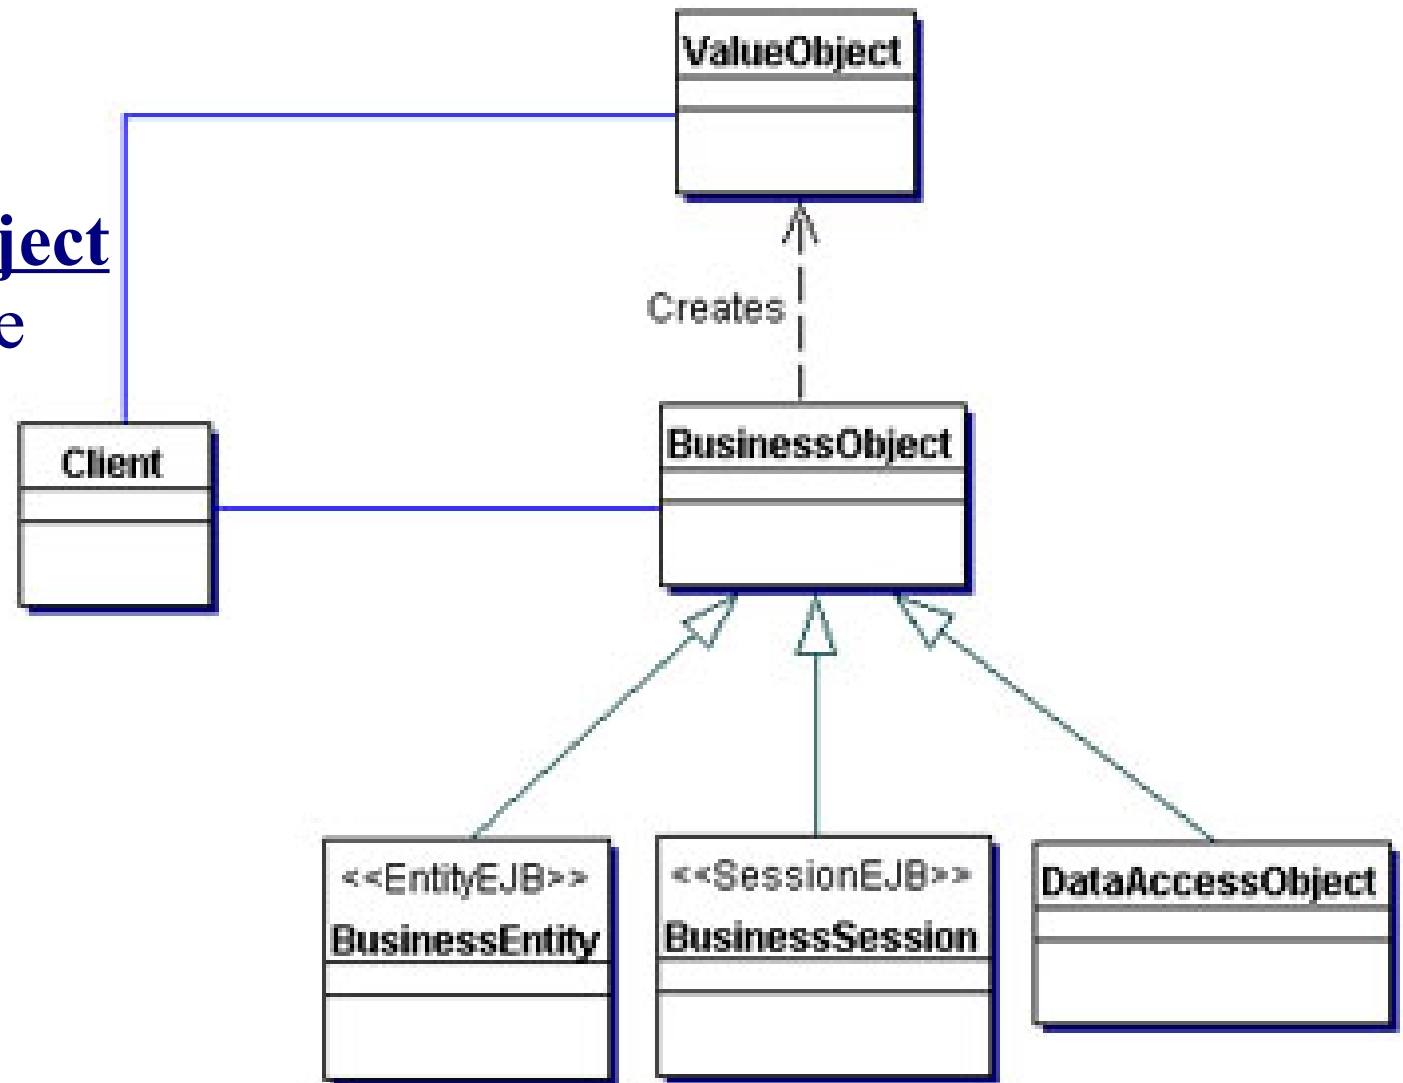 ValueObject
ject
e
Creates
Client
BusinessObject
<<EntityEJB>>
BusinessEntity
<<SessionEJB>>
BusinessSession
DataAccessObject